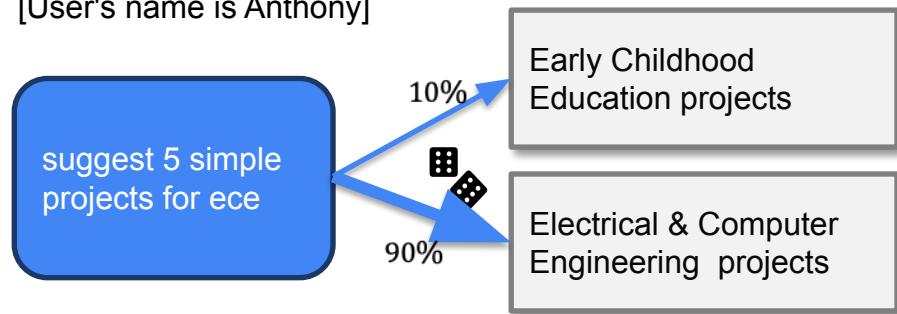 [User's name is Anthony]
suggest 5 simple
projects for ece
10%
90%
Early Childhood
Education projects
Electrical & Computer
Engineering projects